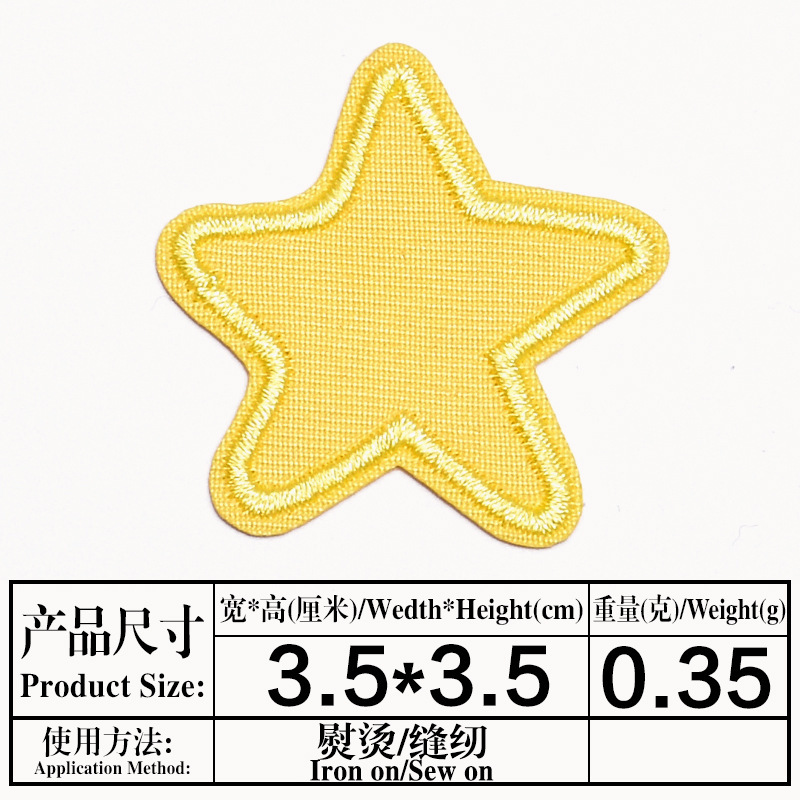 产品尺寸
Product Size:
宽*高(厘米)/Wedth*Height(cm)
重量(克)/Weight(g)
3.5*3.5
0.35
使用方法:
Application Method:
熨烫/缝纫
Iron on/Sew on